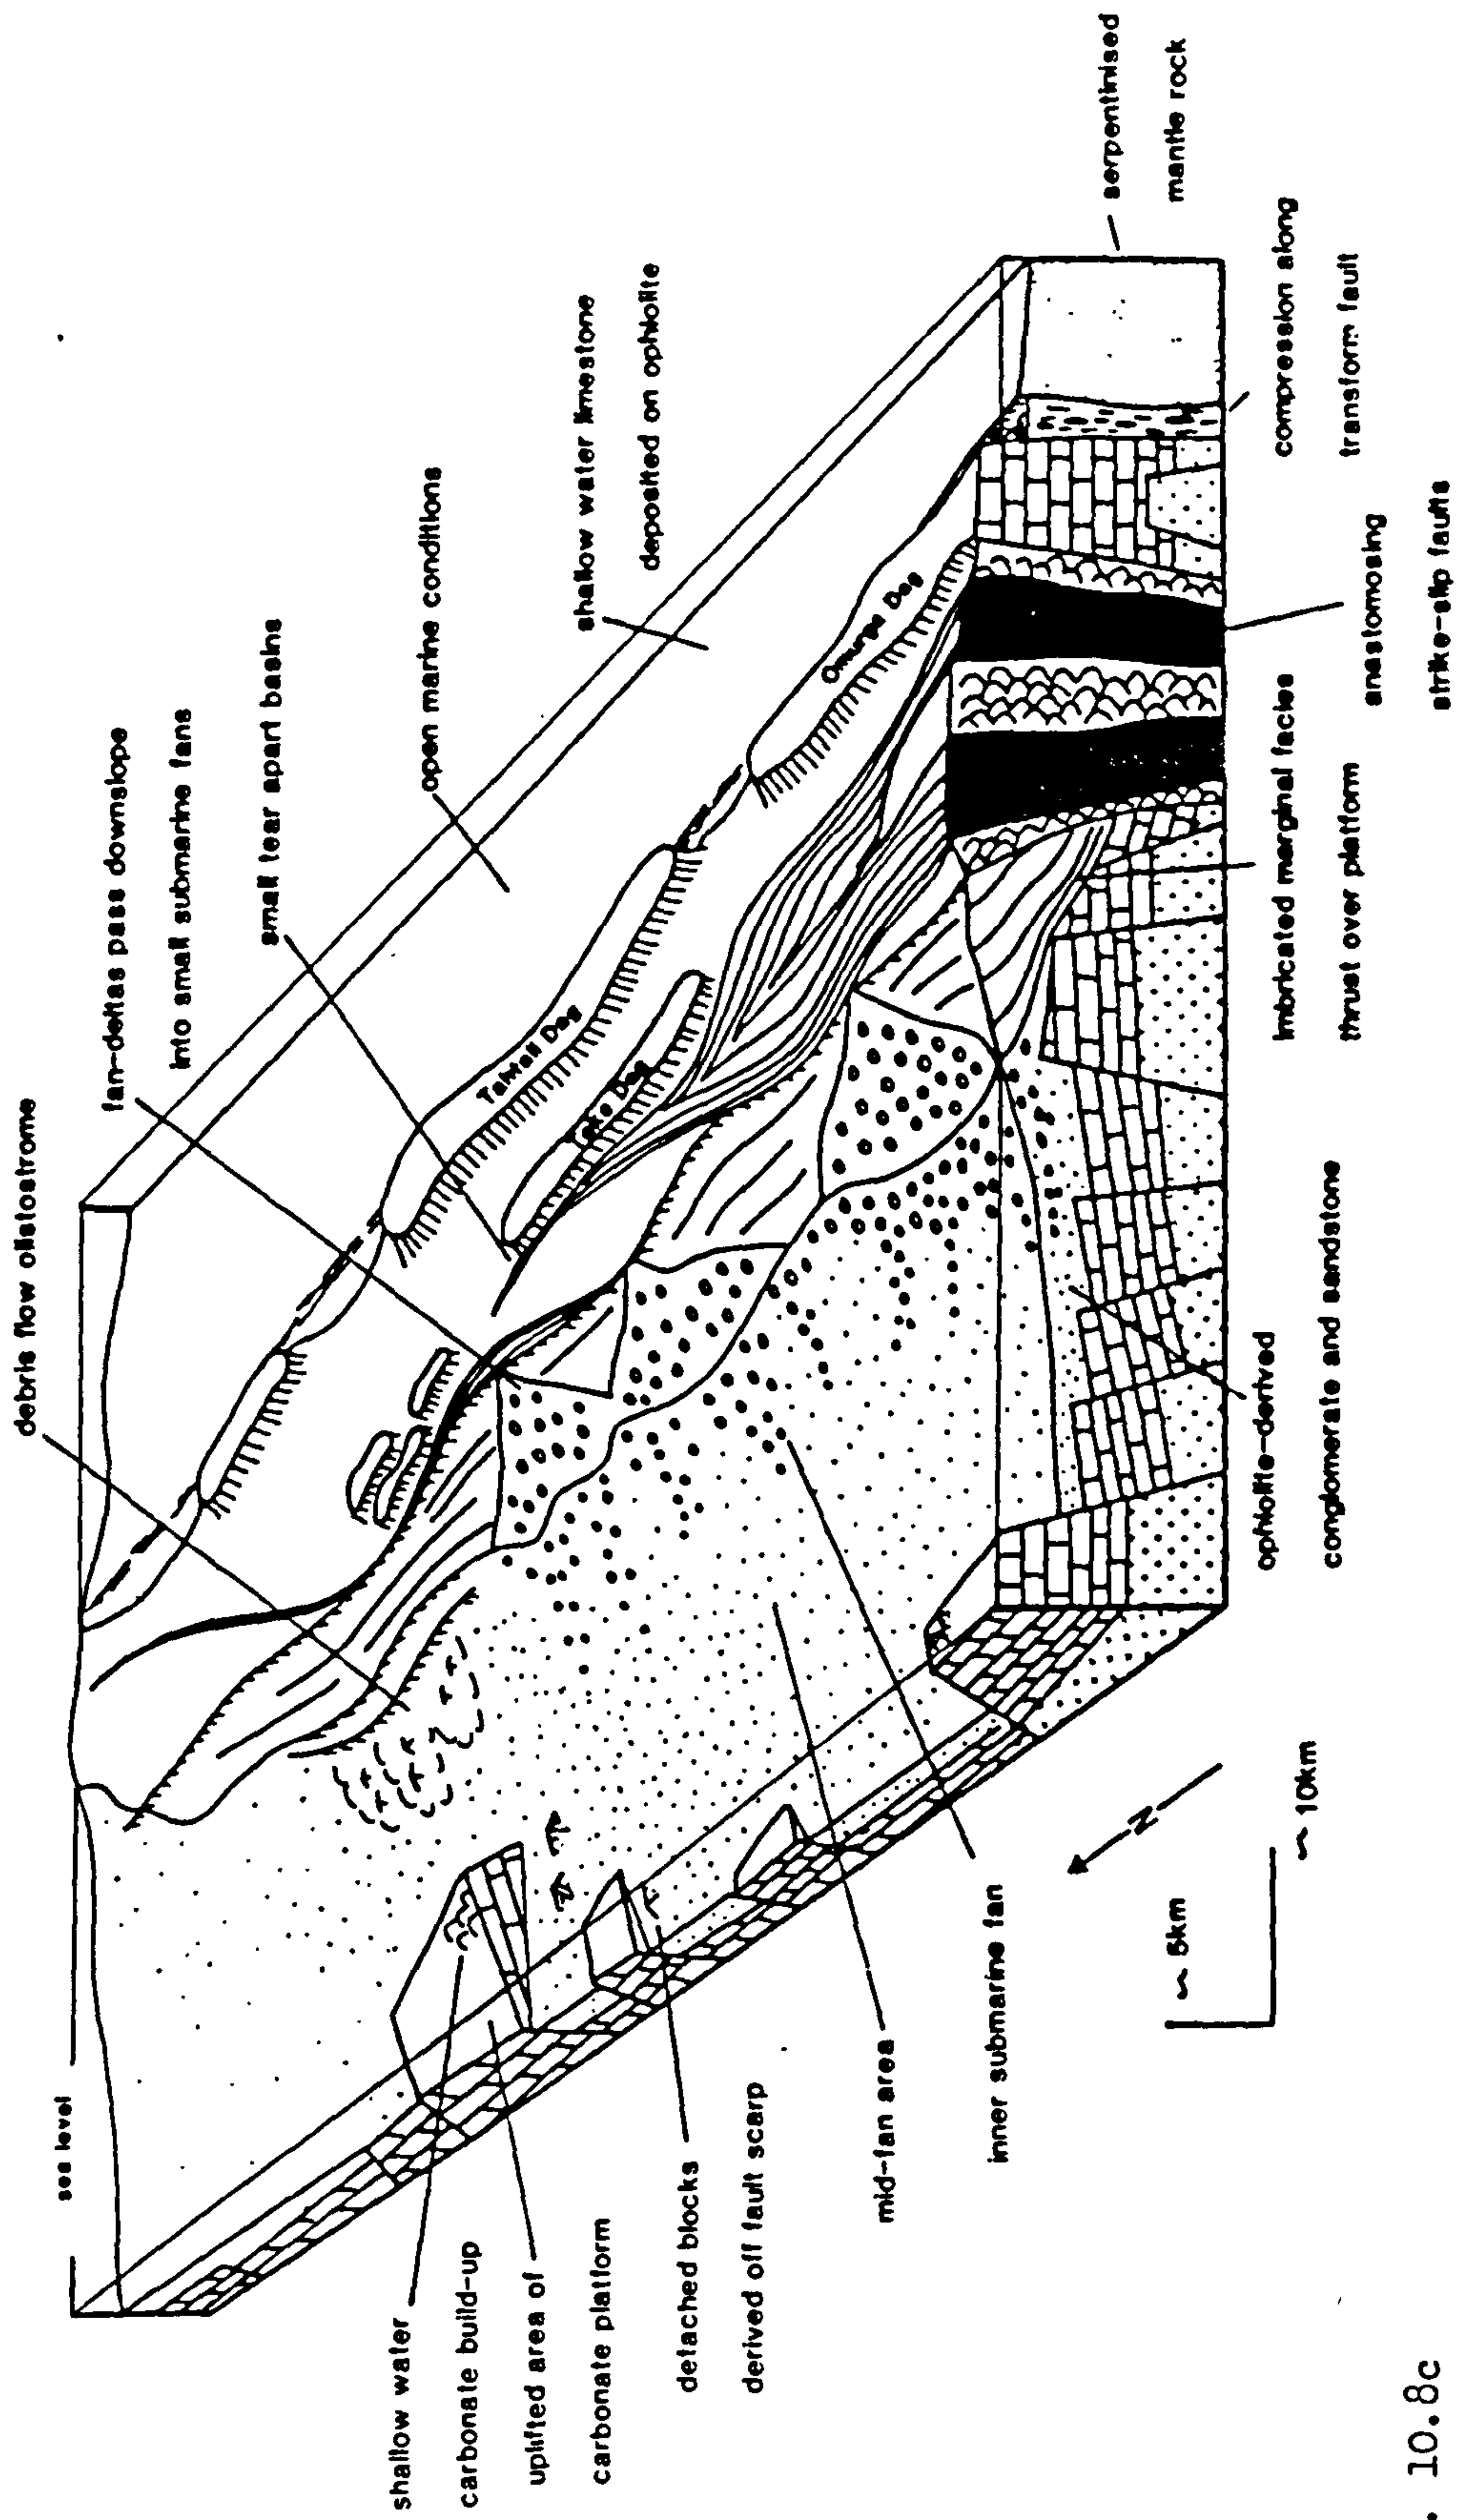 debris flow olistostrome
fan-deltas pass downslope
into small submarine fans
small tear apart basins
open marine conditions
shallow water limestone
deposited on ophiolite
serpentinised
mantle rock
sea level
Tahtali Dag
Dag
Dag
shallow water
carbonate build-up
uplifted area of
carbonate platform
detached blocks
derived off fault scarp
mid-fan area
inner submarine fan
N
~ 5km
~ 10km
ophiolite-derived
conglomerate and sandstone
imbricated marginal facies
thrust over platform
anastomosing
strike-slip faults
compression along
transform fault
. 10.8c